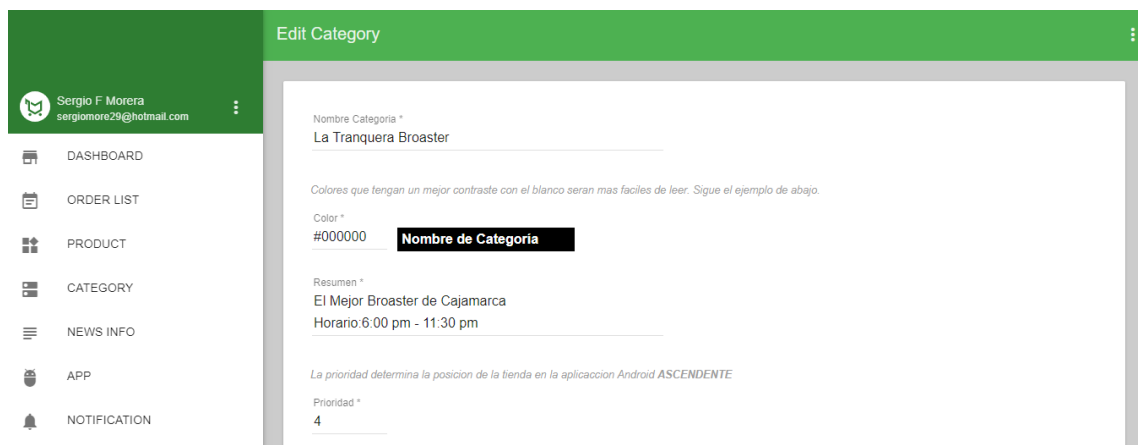 Edit Category
Sergio F Morera
sergiomore29@hotmail.com
DASHBOARD
ORDER LIST
PRODUCT
CATEGORY
NEWS INFO
APP
NOTIFICATION
Nombre Categoria *
La Tranquera Broaster
Colores que tengan un mejor contraste con el blanco seran mas faciles de leer. Sigue el ejemplo de abajo.
Color *
#000000
Nombre de Categoría
Resumen *
El Mejor Broaster de Cajamarca
Horario:6:00 pm - 11:30 pm
La prioridad determina la posicion de la tienda en la aplicaccion Android ASCENDENTE
Prioridad *
4